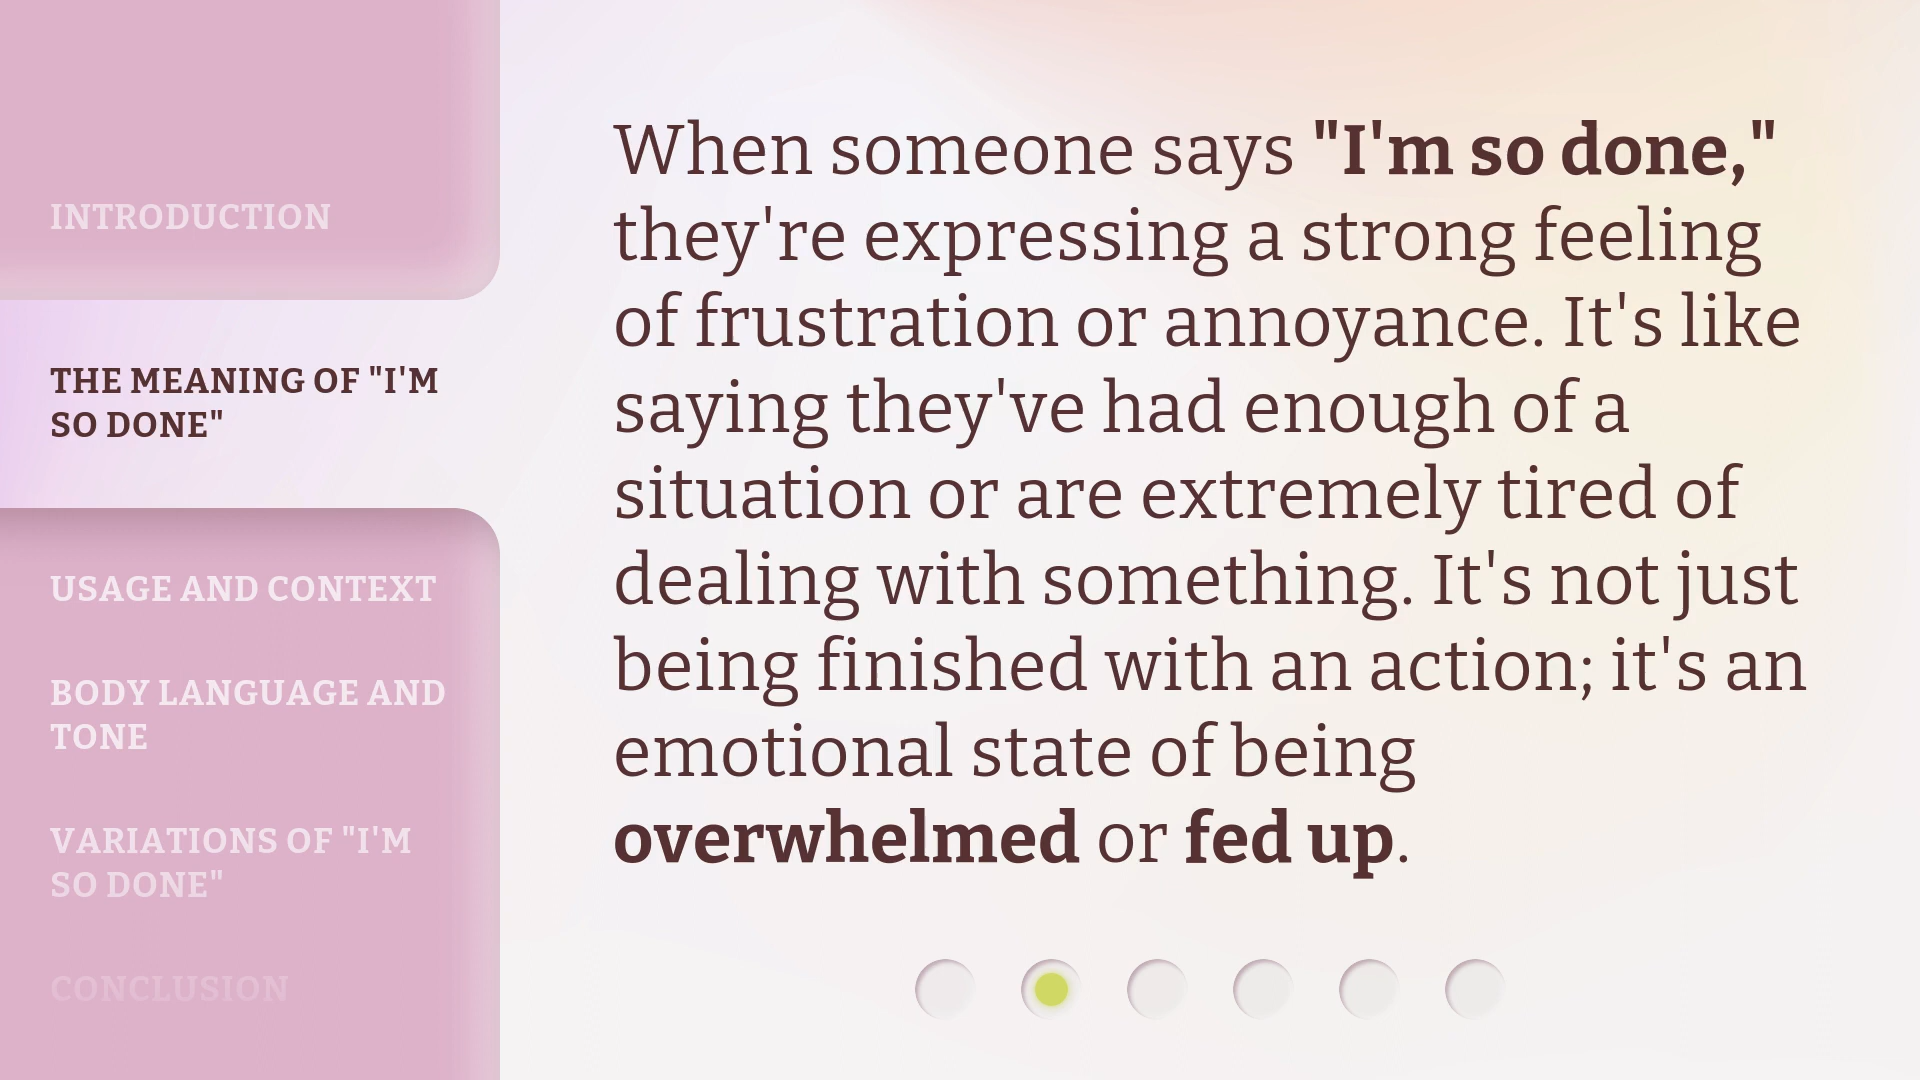 INTRODUCTION
THE MEANING OF "I'M
SO DONE"
USAGE AND CONTEXT
BODY LANGUAGE AND
TONE
VARIATIONS OF "I'M
SO DONE"
CONCLUSION
When someone says "I'm so done,"
they're expressing a strong feeling
of frustration or annoyance. It's like
saying they've had enough of a
situation or are extremely tired of
dealing with something. It's not just
being finished with an action; it's an
emotional state of being
overwhelmed or fed up.